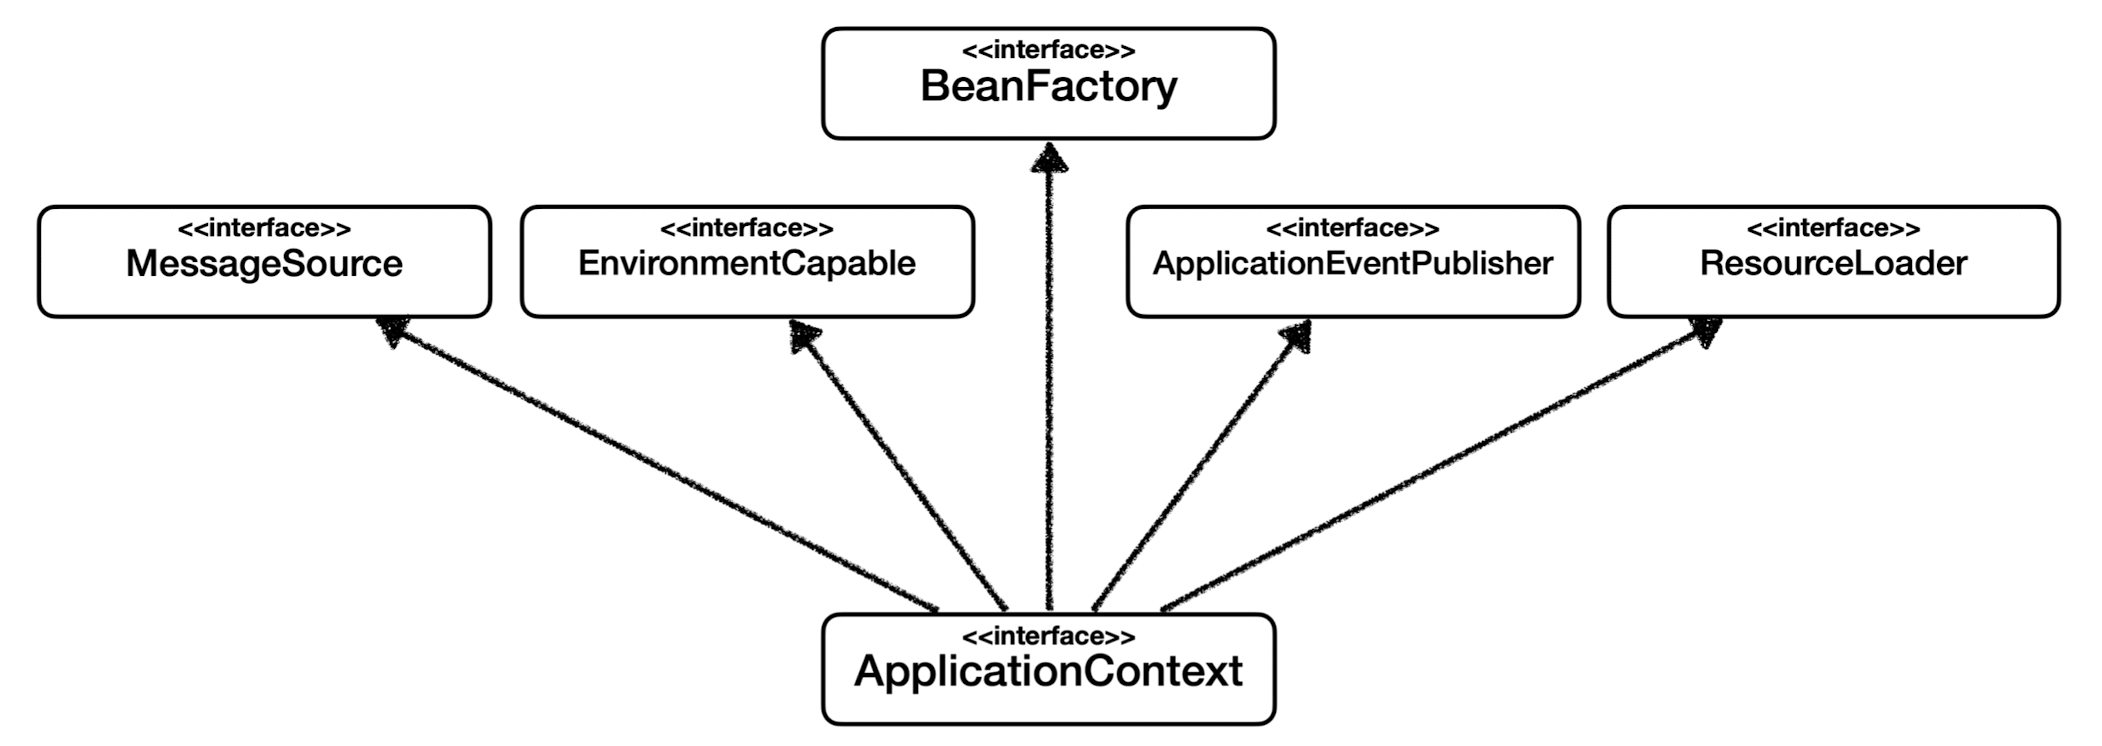 <<interface>>
BeanFactory
<<interface>>
MessageSource
<<interface>>
EnvironmentCapable
<<interface>>
ApplicationEventPublisher
<<interface>>
ResourceLoader
<<interface>>
ApplicationContext